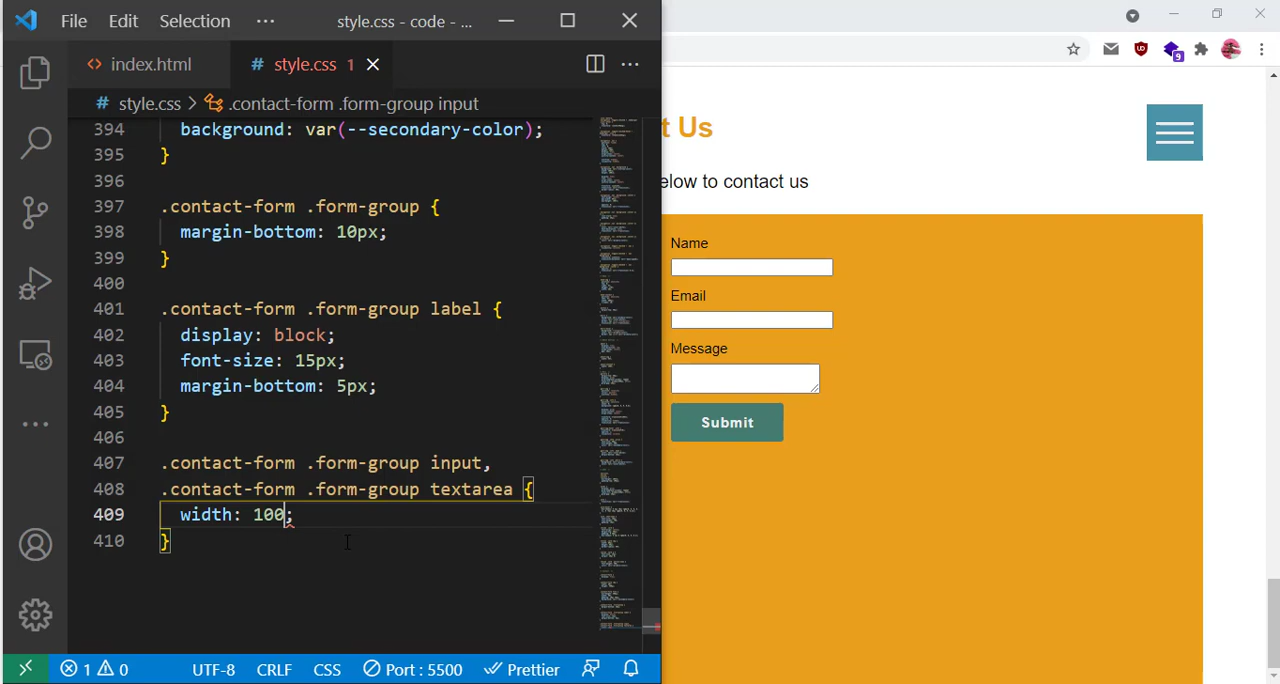 File Edit Selection ··· style.css - code - ...
index.html # style.css 1
# style.css > .contact-form .form-group input
394 background: var(--secondary-color);
395 }
396
397 .contact-form .form-group {
398 margin-bottom: 10px;
399 }
400
401 .contact-form .form-group label {
402 display: block;
403 font-size: 15px;
404 margin-bottom: 5px;
405 }
406
407 .contact-form .form-group input,
408 .contact-form .form-group textarea {
409 width: 100;
410 }
1 0 UTF-8 CRLF CSS Port : 5500 Prettier
9
t Us
elow to contact us
Name
Email
Message
Submit